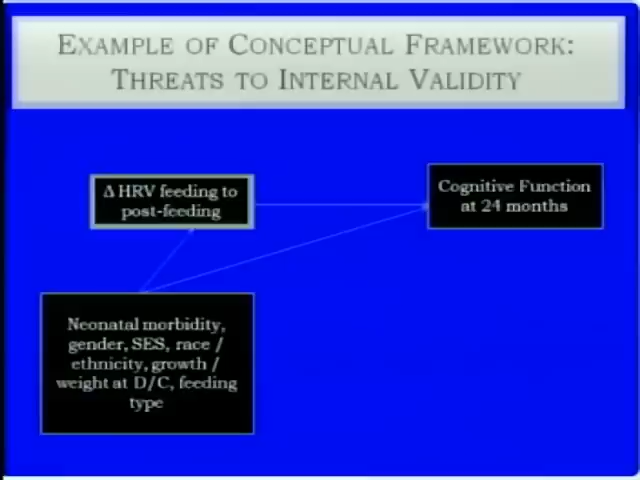 EXAMPLE OF CONCEPTUAL FRAMEWORK:
THREATS TO INTERNAL VALIDITY
Δ HRV feeding to
post-feeding
Cognitive Function
at 24 months
Neonatal morbidity,
gender, SES, race /
ethnicity, growth /
weight at D/C, feeding
type